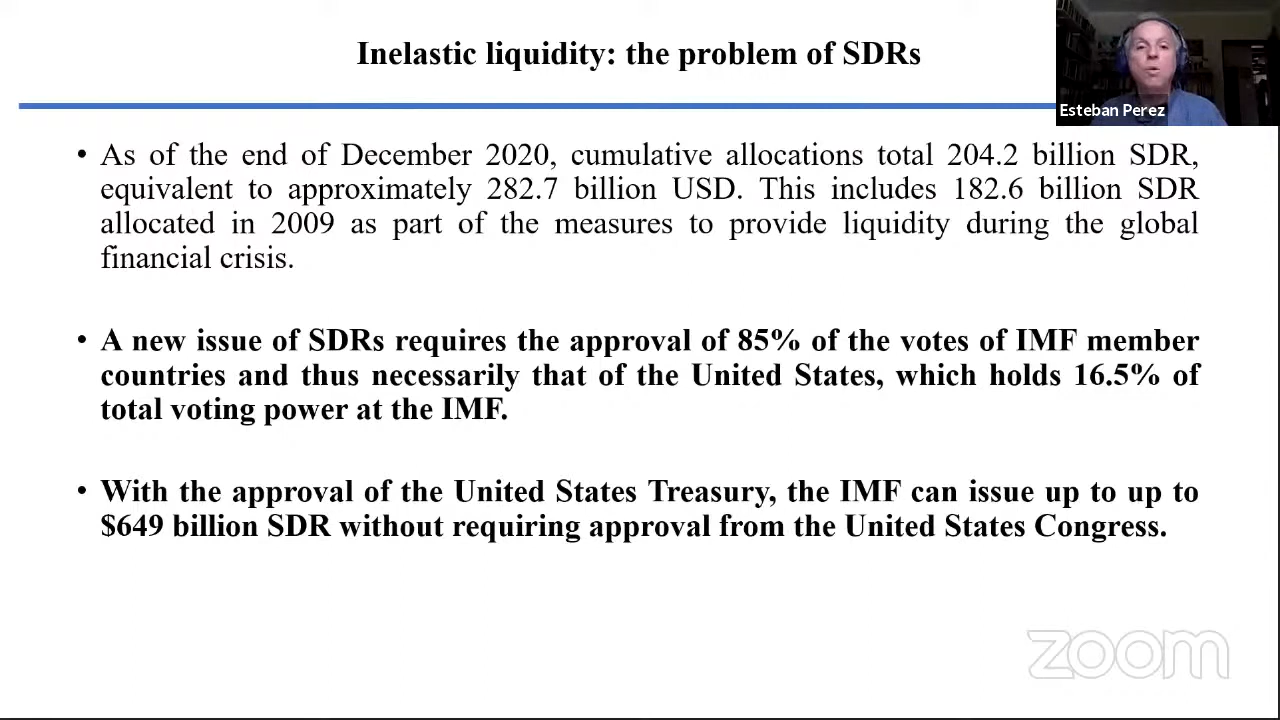 Inelastic liquidity: the problem of SDRs
Esteban Perez
• As of the end of December 2020, cumulative allocations total 204.2 billion SDR,
equivalent to approximately 282.7 billion USD. This includes 182.6 billion SDR
allocated in 2009 as part of the measures to provide liquidity during the global
financial crisis.
• A new issue of SDRs requires the approval of 85% of the votes of IMF member
countries and thus necessarily that of the United States, which holds 16.5% of
total voting power at the IMF.
• With the approval of the United States Treasury, the IMF can issue up to up to
$649 billion SDR without requiring approval from the United States Congress.
zoom